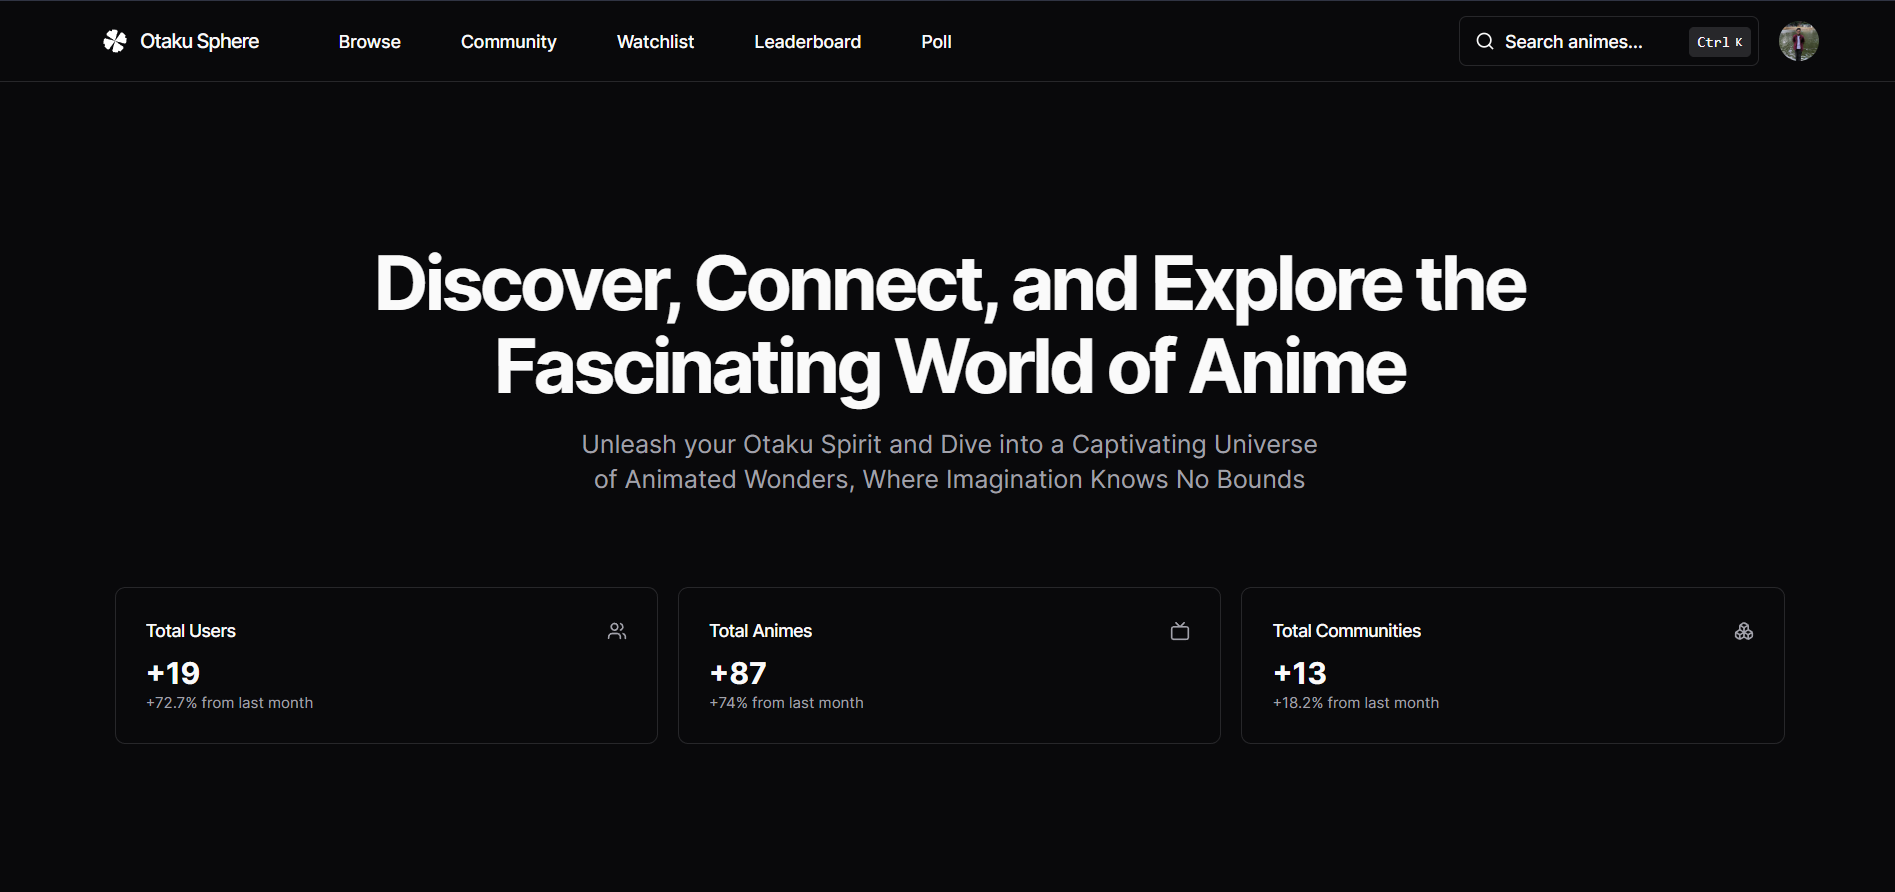 Otaku Sphere
Browse
Community
Watchlist
Leaderboard
Poll
Search animes...
Ctrl K
Discover, Connect, and Explore the
Fascinating World of Anime
Unleash your Otaku Spirit and Dive into a Captivating Universe
of Animated Wonders, Where Imagination Knows No Bounds
Total Users
+19
+72.7% from last month
Total Animes
+87
+74% from last month
Total Communities
+13
+18.2% from last month